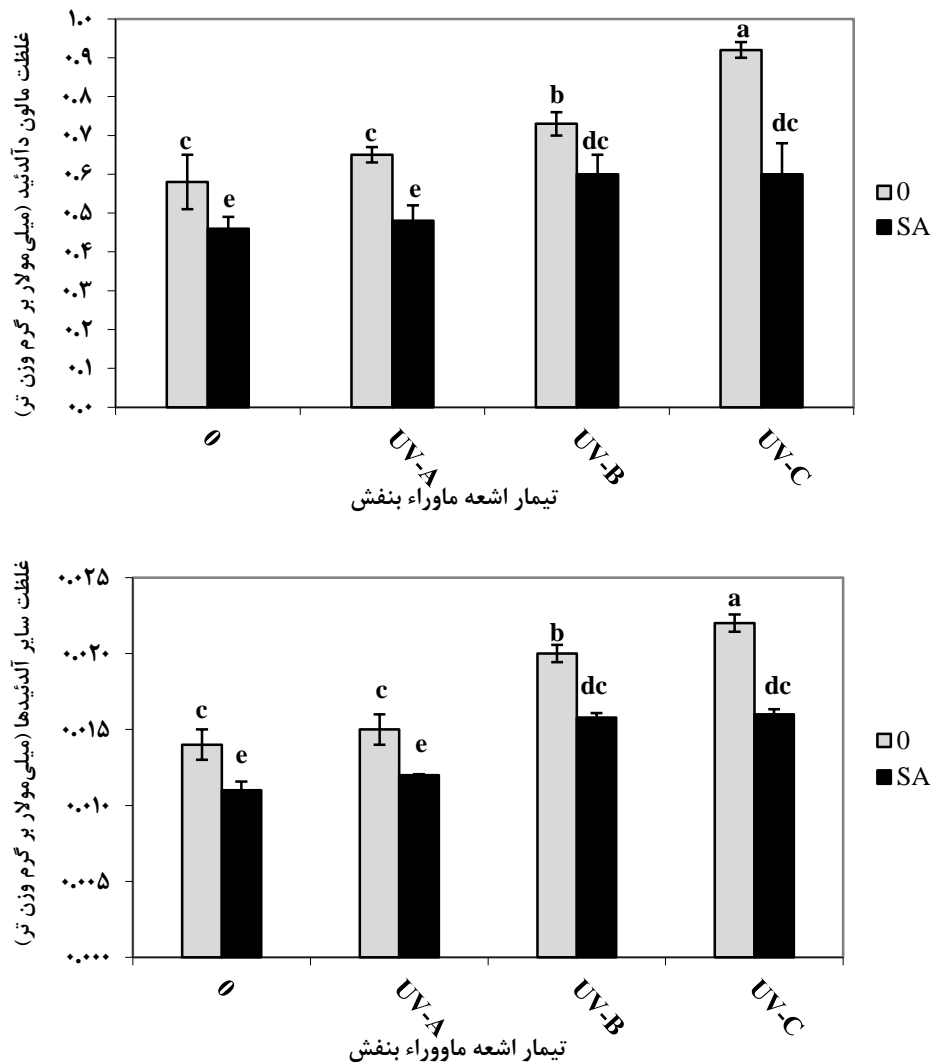 غلظت مالون دآلدئید (میلی‌مولار بر گرم وزن تر)
۱.۰
۰.۹
۰.۸
۰.۷
۰.۶
۰.۵
۰.۴
۰.۳
۰.۲
۰.۱
۰.۰
c
e
c
e
b
dc
a
dc
0
SA
0
UV-A
UV-B
UV-C
تیمار اشعه ماوراء بنفش
غلظت سایر آلدئیدها (میلی‌مولار بر گرم وزن تر)
۰.۰۲۵
۰.۰۲۰
۰.۰۱۵
۰.۰۱۰
۰.۰۰۵
۰.۰۰۰
c
e
c
e
b
dc
a
dc
0
SA
0
UV-A
UV-B
UV-C
تیمار اشعه ماووراء بنفش